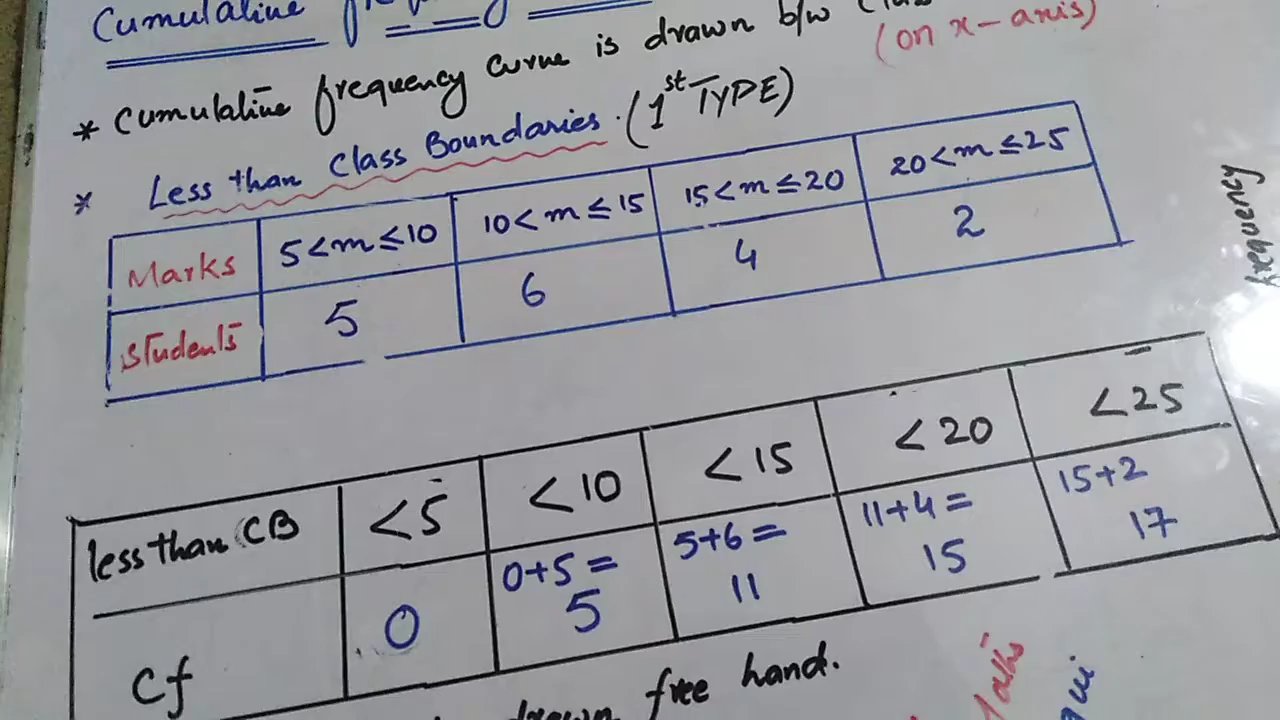 Cumulative
* Cumulative frequency curve is drawn b/w
(on x-axis)
* Less than Class Boundaries. (1st TYPE)
Marks 5<m≤10 10<m≤15 15<m≤20 20<m≤25
Students 5 6 4 2
less than CB <5 <10 <15 <20 <25
Cf 0 0+5=5 5+6=11 11+4=15 15+2 17
drawn free hand.
frequency